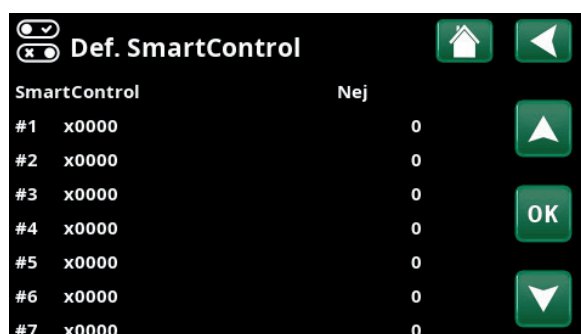 Def. SmartControl
SmartControl Nej
#1 x0000 0
#2 x0000 0
#3 x0000 0
OK
#4 x0000 0
#5 x0000 0
#6 x0000 0
#7 x0000 0